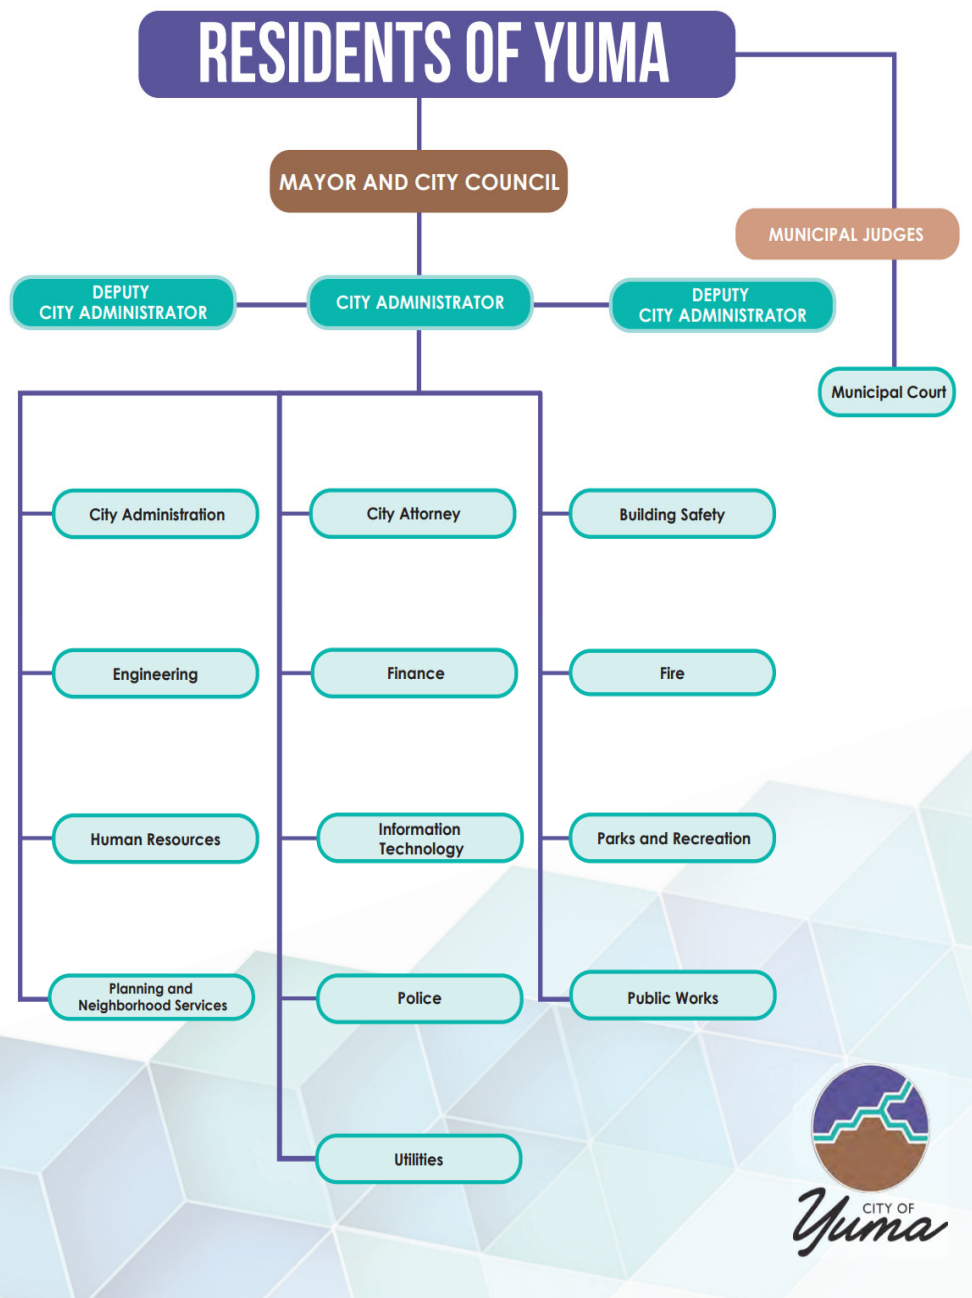 RESIDENTS OF YUMA
MAYOR AND CITY COUNCIL
MUNICIPAL JUDGES
DEPUTY
CITY ADMINISTRATOR
CITY ADMINISTRATOR
DEPUTY
CITY ADMINISTRATOR
Municipal Court
City Administration
City Attorney
Building Safety
Engineering
Finance
Fire
Human Resources
Information
Technology
Parks and Recreation
Planning and
Neighborhood Services
Police
Public Works
Utilities
CITY OF
Yuma